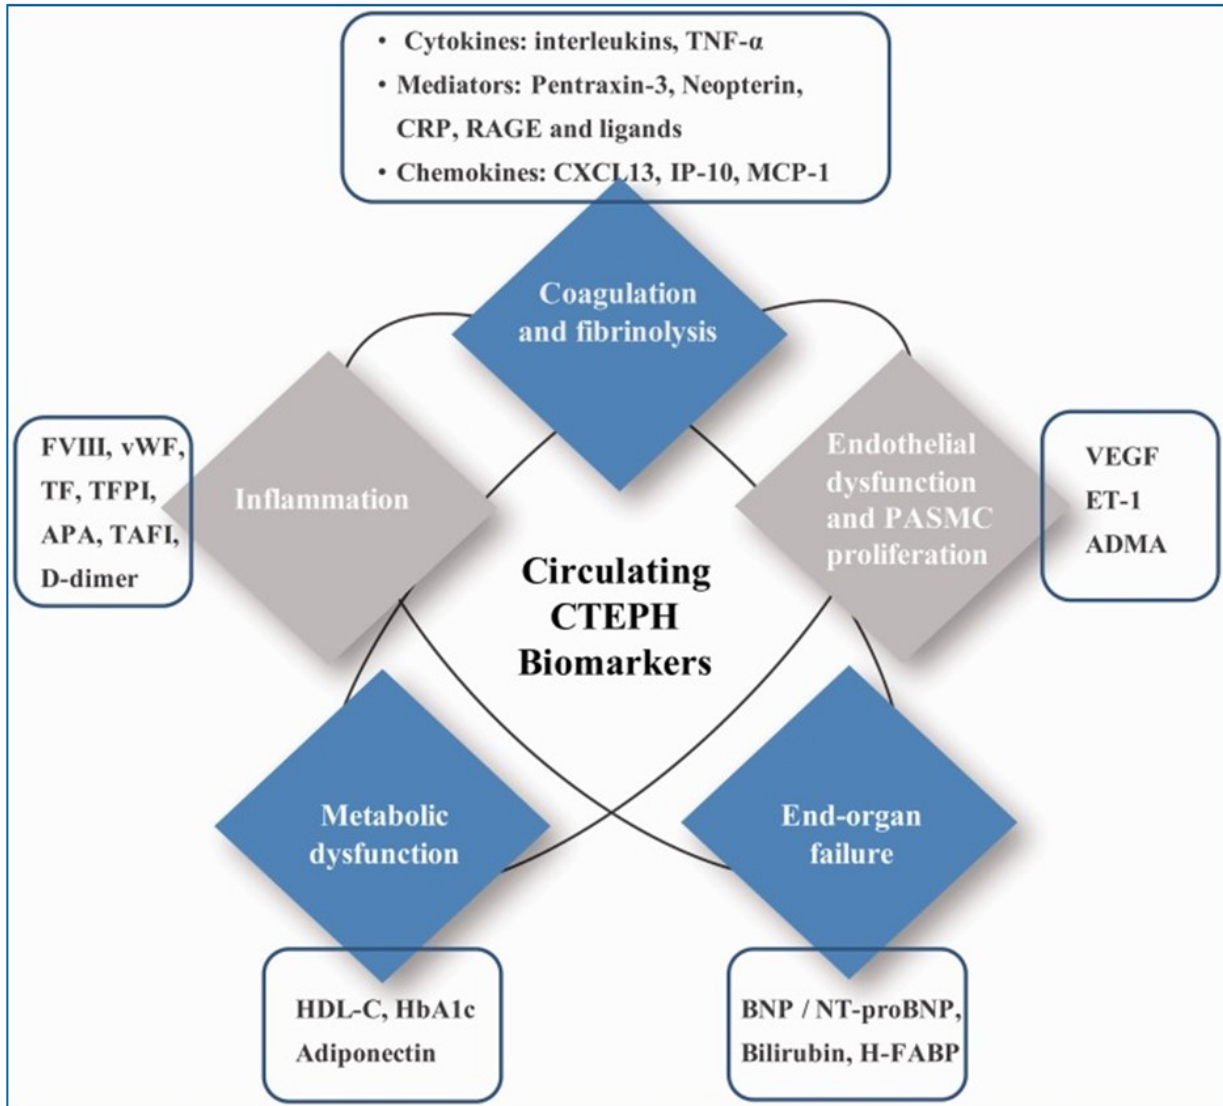 • Cytokines: interleukins, TNF-α
• Mediators: Pentraxin-3, Neopterin,
CRP, RAGE and ligands
• Chemokines: CXCL13, IP-10, MCP-1
Coagulation
and fibrinolysis
FVIII, vWF,
TF, TFPI,
APA, TAFI,
D-dimer
Inflammation
Endothelial
dysfunction
and PASMC
proliferation
VEGF
ET-1
ADMA
Circulating
CTEPH
Biomarkers
Metabolic
dysfunction
End-organ
failure
HDL-C, HbA1c
Adiponectin
BNP / NT-proBNP,
Bilirubin, H-FABP